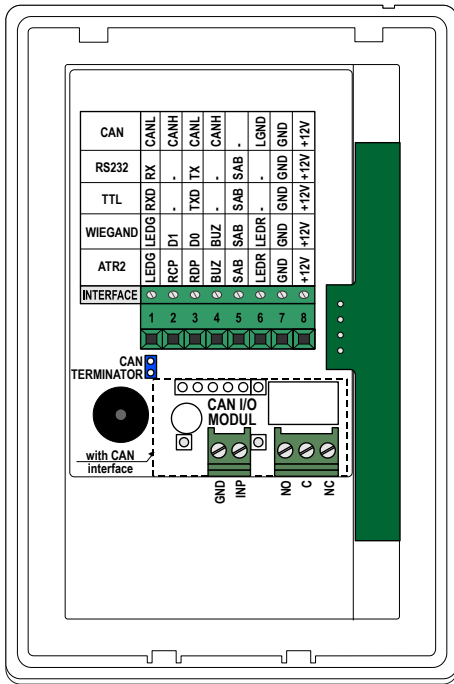 CAN CANL CANH CANL CANH - LGND GND +12V
RS232 RX - TX - SAB - GND +12V
TTL RXD - TXD - SAB - GND +12V
WIEGAND LEDG D1 D0 BUZ SAB LEDR GND +12V
ATR2 LEDG RCP RDP BUZ SAB LEDR GND +12V
INTERFACE
1 2 3 4 5 6 7 8
CAN
TERMINATOR
CAN I/O
MODUL
with CAN
interface
GND INP NO C NC